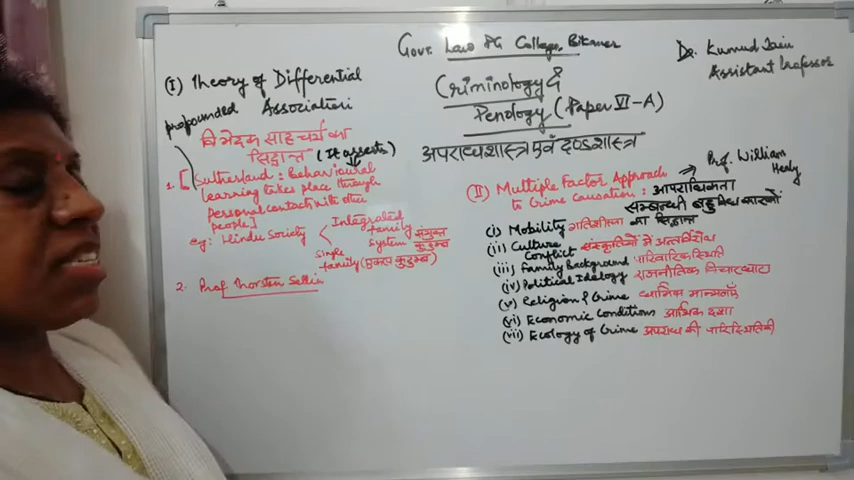 Govt. Law PG College, Bikaner
Dr. Kumud Jain
Assistant Professor
Criminology &
Penology (Paper VI-A)
अपराधशास्त्र एवं दण्डशास्त्र
(I) Theory of Differential
propounded Association
विभेदक साहचर्य का
सिद्धान्त (It asserts)
1. [Sutherland: behavioural
learning takes place through
personal contacts with other
people]
eg: Hindu Society
Integrated
family संयुक्त
System कुटुम्ब
Single
family (एकल कुटुम्ब)
2. Prof. Thorsten Sellin
(II) Multiple Factor Approach → Prof. William
Healy
to Crime Causation: आपराधिकता
सम्बन्धी बहुविध कारणों
का सिद्धान्त
(i) Mobility गतिशीलता
(ii) Culture
Conflict संस्कृतियों में अन्तर्विरोध
(iii) Family Background पारिवारिक स्थिति
(iv) Political Idealogy राजनीतिक विचारधारा
(v) Religion & Crime धार्मिक मान्यताएँ
(vi) Economic Conditions आर्थिक दशा
(vii) Ecology of Crime अपराध की पारिस्थितिकी